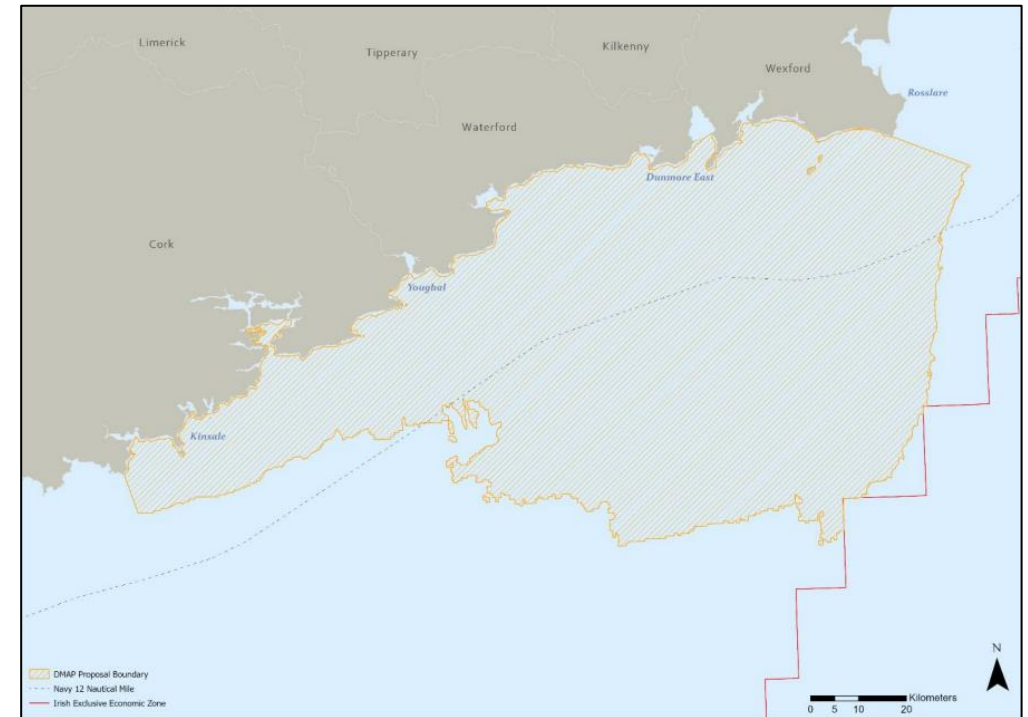 Limerick
Tipperary
Kilkenny
Wexford
Rosslare
Waterford
Dunmore East
Cork
Youghal
Kinsale
DMAP Proposal Boundary
Navy 12 Nautical Mile
Irish Exclusive Economic Zone
N
Kilometers
0 5 10 20